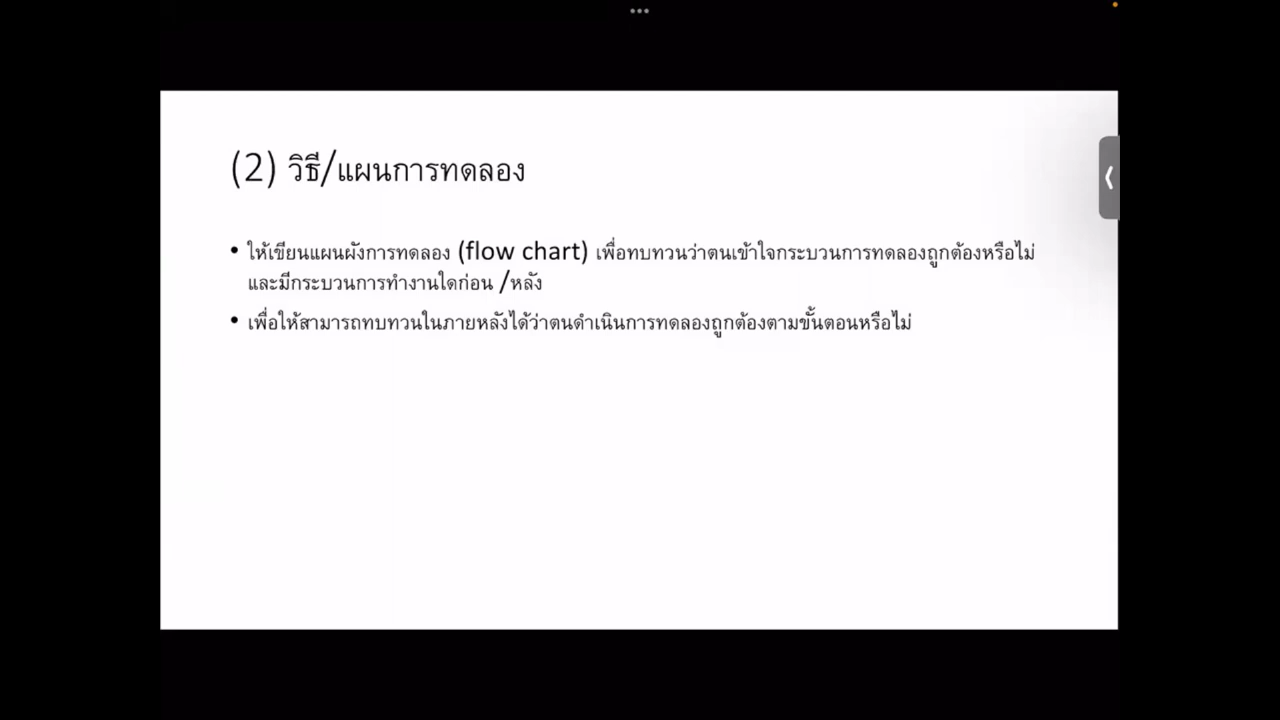 (2) วิธี/แผนการทดลอง
• ให้เขียนแผนผังการทดลอง (flow chart) เพื่อทบทวนว่าตนเข้าใจกระบวนการทดลองถูกต้องหรือไม่
และมีกระบวนการทำงานใดก่อน /หลัง
• เพื่อให้สามารถทบทวนในภายหลังได้ว่าตนดำเนินการทดลองถูกต้องตามขั้นตอนหรือไม่